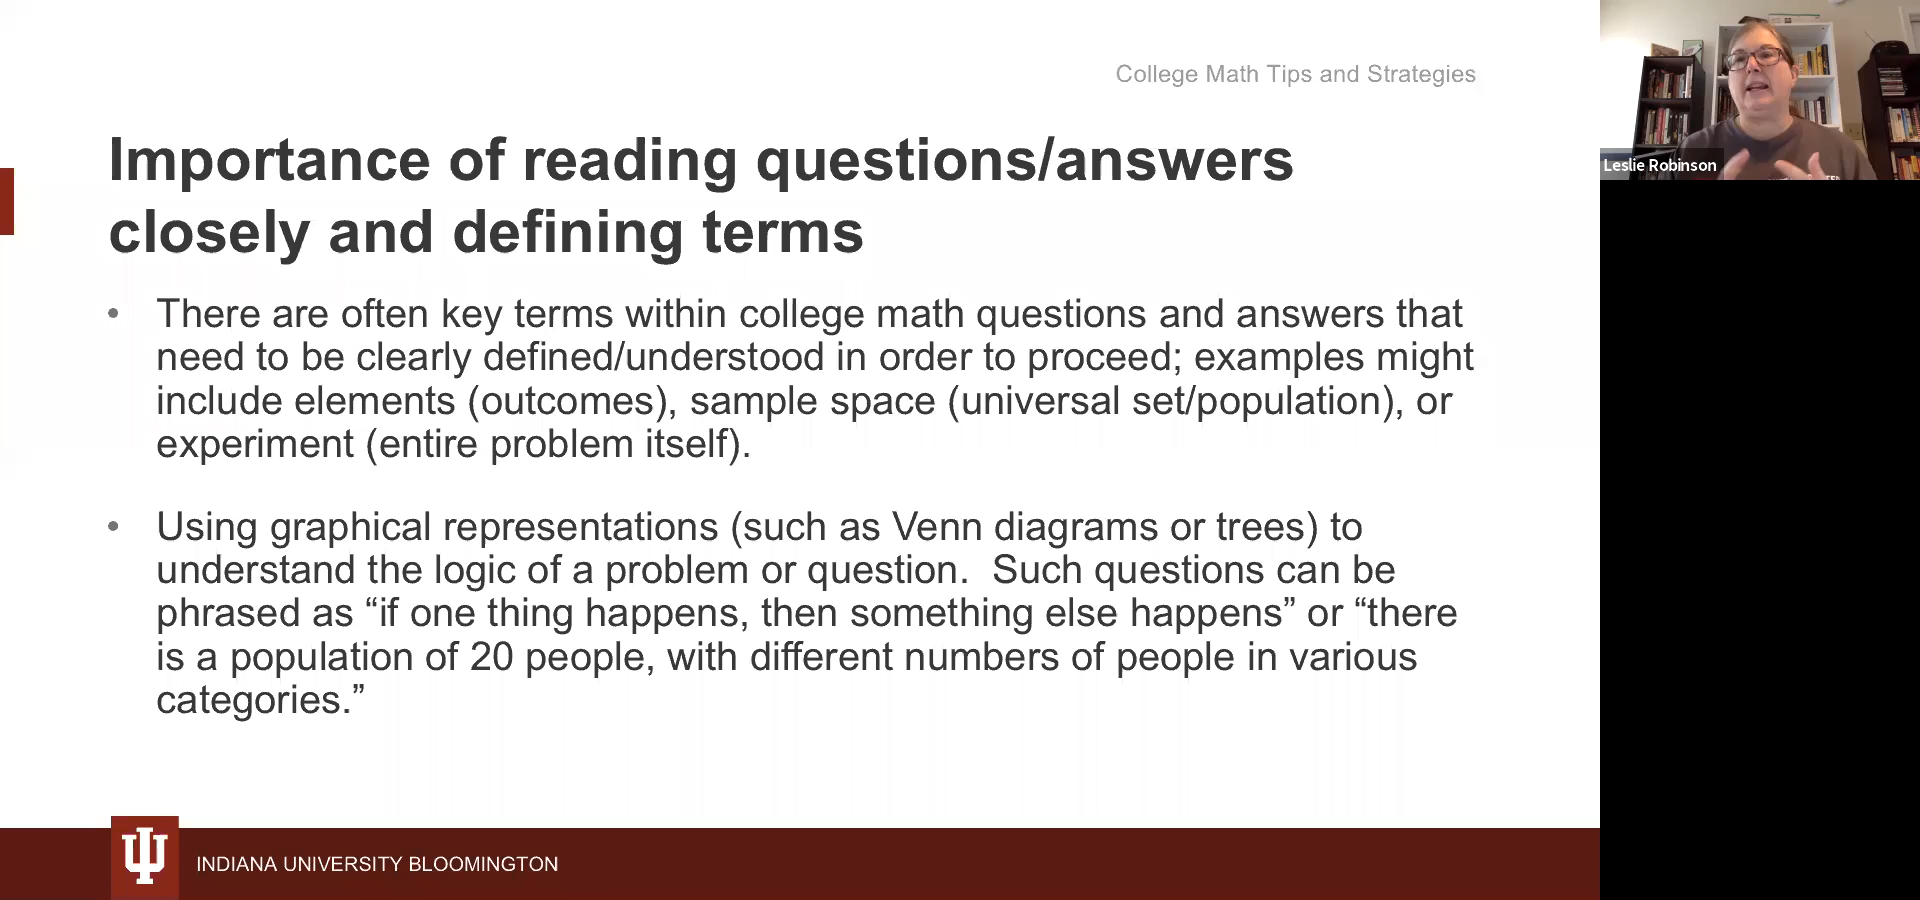 College Math Tips and Strategies
Importance of reading questions/answers
closely and defining terms
• There are often key terms within college math questions and answers that
need to be clearly defined/understood in order to proceed; examples might
include elements (outcomes), sample space (universal set/population), or
experiment (entire problem itself).
• Using graphical representations (such as Venn diagrams or trees) to
understand the logic of a problem or question.  Such questions can be
phrased as “if one thing happens, then something else happens” or “there
is a population of 20 people, with different numbers of people in various
categories.”
INDIANA UNIVERSITY BLOOMINGTON
Leslie Robinson